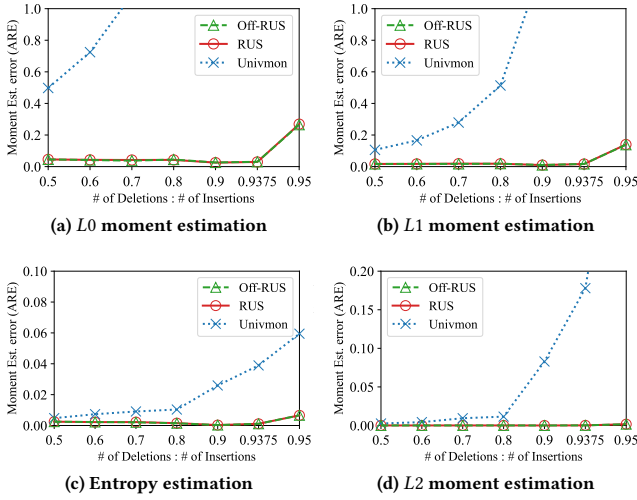 Moment Est. error (ARE)
1.0
0.8
0.6
0.4
0.2
0.0
Off-RUS
RUS
Univmon
0.5 0.6 0.7 0.8 0.9 0.9375 0.95
# of Deletions : # of Insertions
(a) L0 moment estimation
Moment Est. error (ARE)
1.0
0.8
0.6
0.4
0.2
0.0
Off-RUS
RUS
Univmon
0.5 0.6 0.7 0.8 0.9 0.9375 0.95
# of Deletions : # of Insertions
(b) L1 moment estimation
Moment Est. error (ARE)
0.10
0.08
0.06
0.04
0.02
0.00
Off-RUS
RUS
Univmon
0.5 0.6 0.7 0.8 0.9 0.9375 0.95
# of Deletions : # of Insertions
(c) Entropy estimation
Moment Est. error (ARE)
0.20
0.15
0.10
0.05
0.00
Off-RUS
RUS
Univmon
0.5 0.6 0.7 0.8 0.9 0.9375 0.95
# of Deletions : # of Insertions
(d) L2 moment estimation